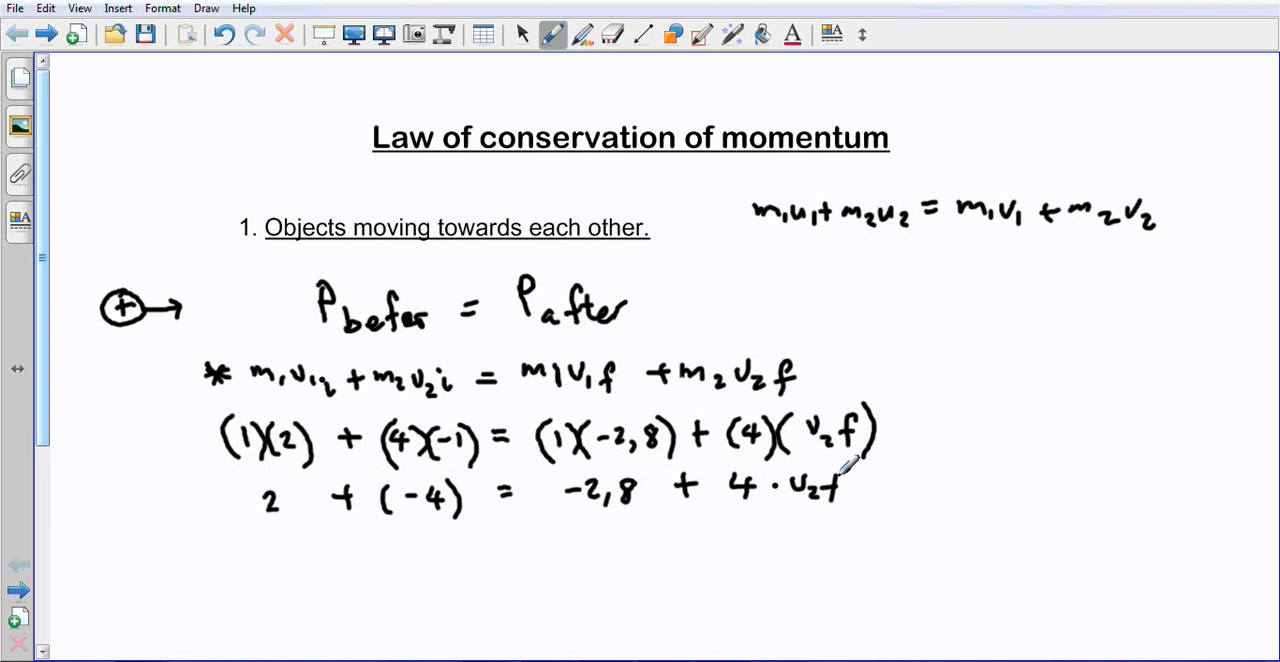 File Edit View Insert Format Draw Help
Law of conservation of momentum
1. Objects moving towards each other.
m₁u₁ + m₂u₂ = m₁v₁ + m₂v₂
+ →
P befer = P after
* m₁v₁i + m₂v₂i = m1v₁f + m₂v₂f
(1)(2) + (4)(-1) = (1)(-2,8) + (4)(v₂f)
2 + (-4) = -2,8 + 4 · v₂f